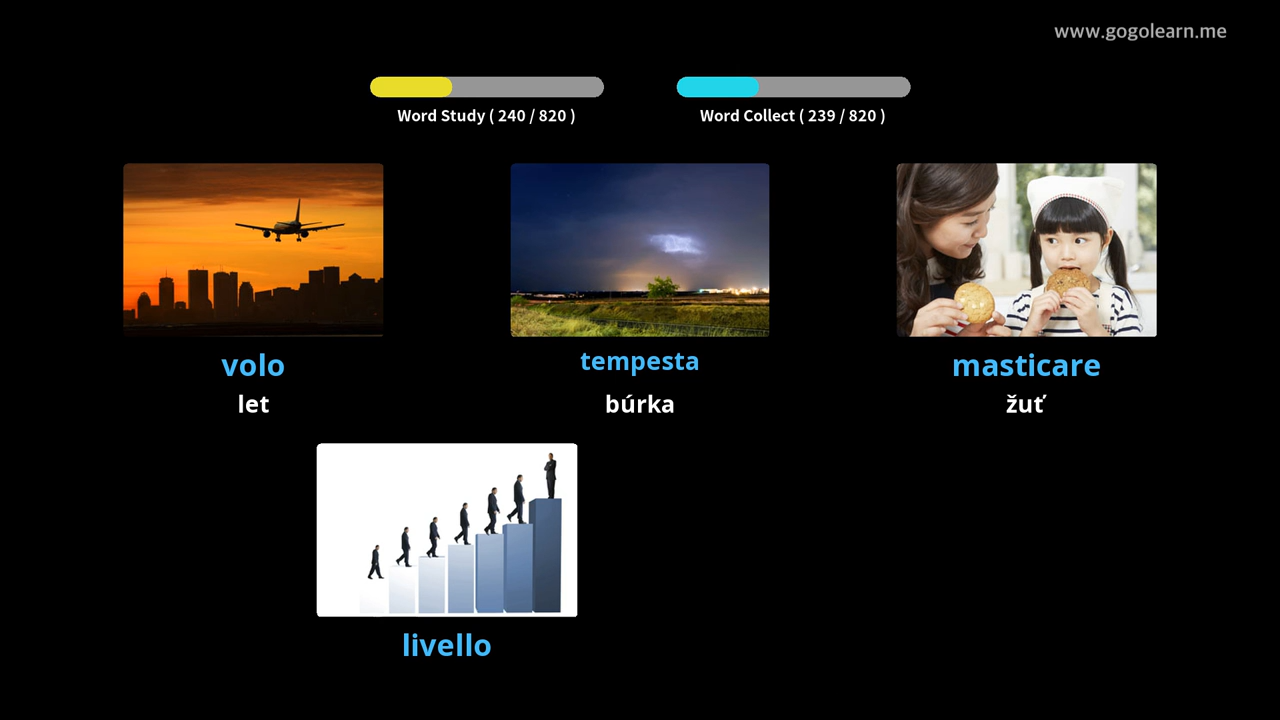 www.gogolearn.me
Word Study ( 240 / 820 )
Word Collect ( 239 / 820 )
volo
tempesta
masticare
let
búrka
žuť
livello